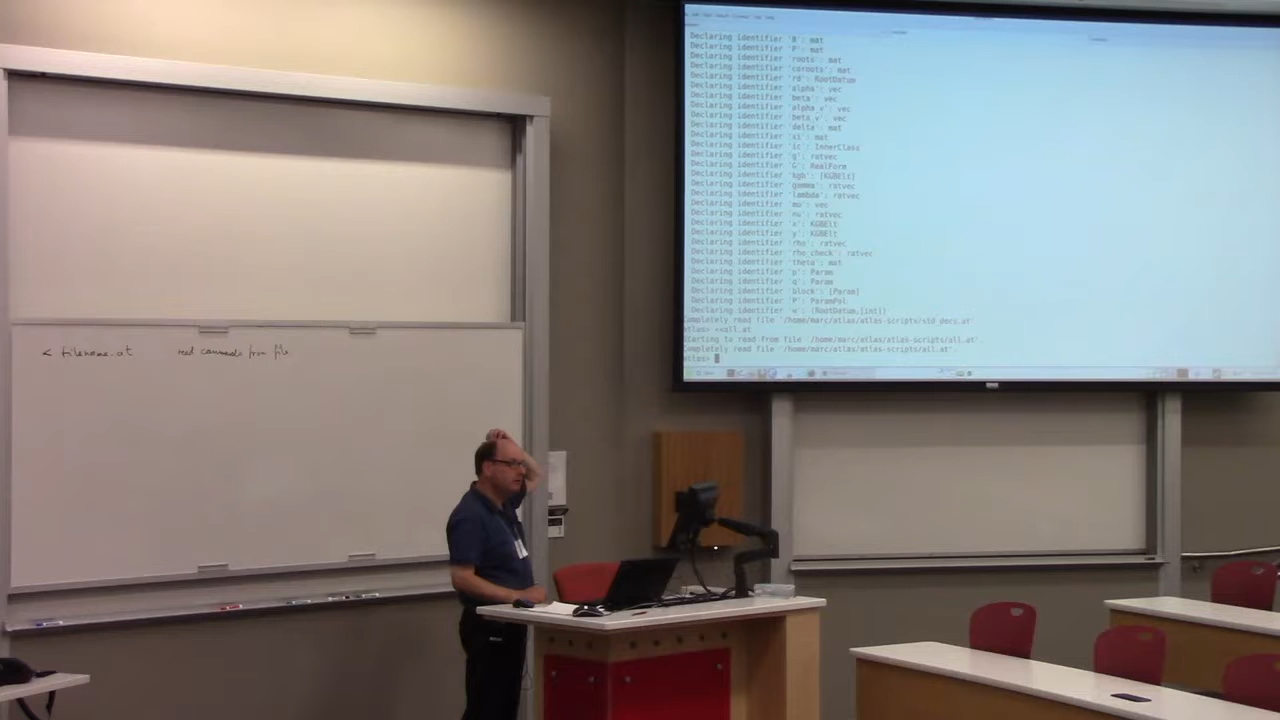 Declaring identifier 'R': mat
Declaring identifier 'P': mat
Declaring identifier 'roots': mat
Declaring identifier 'coroots': mat
Declaring identifier 'rd': RootDatum
Declaring identifier 'alpha': vec
Declaring identifier 'beta': vec
Declaring identifier 'alpha_v': vec
Declaring identifier 'beta_v': vec
Declaring identifier 'delta': mat
Declaring identifier 'xi': mat
Declaring identifier 'ic': InnerClass
Declaring identifier 'g': ratvec
Declaring identifier 'G': RealForm
Declaring identifier 'kgb': [KGBElt]
Declaring identifier 'gamma': ratvec
Declaring identifier 'lambda': ratvec
Declaring identifier 'mu': vec
Declaring identifier 'nu': ratvec
Declaring identifier 'x': KGBElt
Declaring identifier 'y': KGBElt
Declaring identifier 'rho': ratvec
Declaring identifier 'rho_check': ratvec
Declaring identifier 'theta': mat
Declaring identifier 'p': Param
Declaring identifier 'q': Param
Declaring identifier 'block': [Param]
Declaring identifier 'P': ParamPol
Declaring identifier 'w': (RootDatum,[int])
Completely read file '/home/marc/atlas/atlas-scripts/std_decs.at'
atlas> <all.at
Starting to read from file '/home/marc/atlas/atlas-scripts/all.at'.
Completely read file '/home/marc/atlas/atlas-scripts/all.at'.
atlas>
< filename.at read commands from file